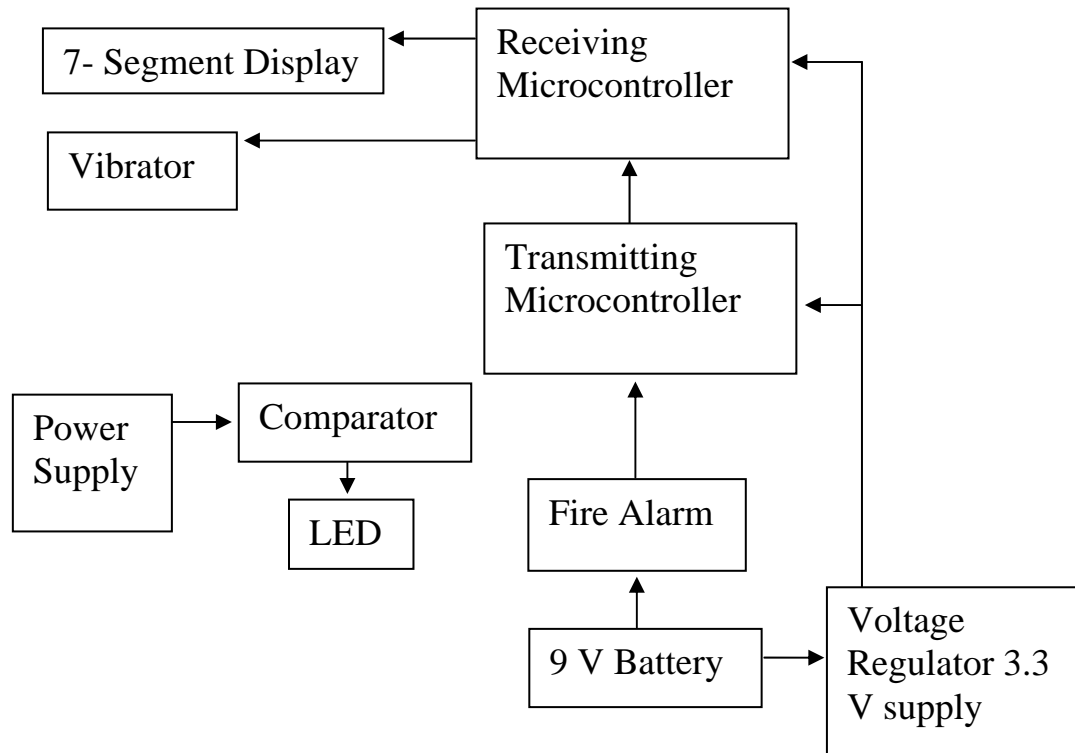 7- Segment Display
Receiving
Microcontroller
Vibrator
Transmitting
Microcontroller
Power
Supply
Comparator
LED
Fire Alarm
9 V Battery
Voltage
Regulator 3.3
V supply